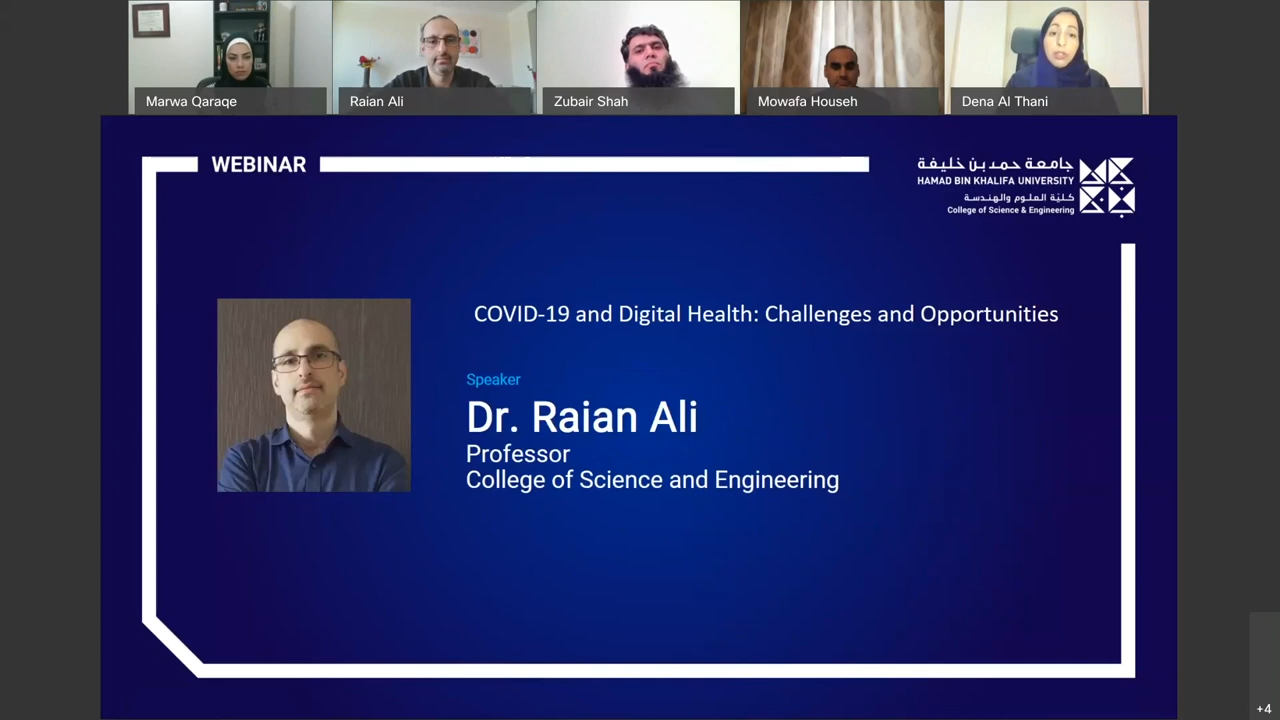 Marwa Qaraqe
Raian Ali
Zubair Shah
Mowafa Househ
Dena Al Thani
WEBINAR
جامعة حمد بن خليفة
HAMAD BIN KHALIFA UNIVERSITY
كلية العلوم والهندسة
College of Science & Engineering
COVID-19 and Digital Health: Challenges and Opportunities
Speaker
Dr. Raian Ali
Professor
College of Science and Engineering
+4